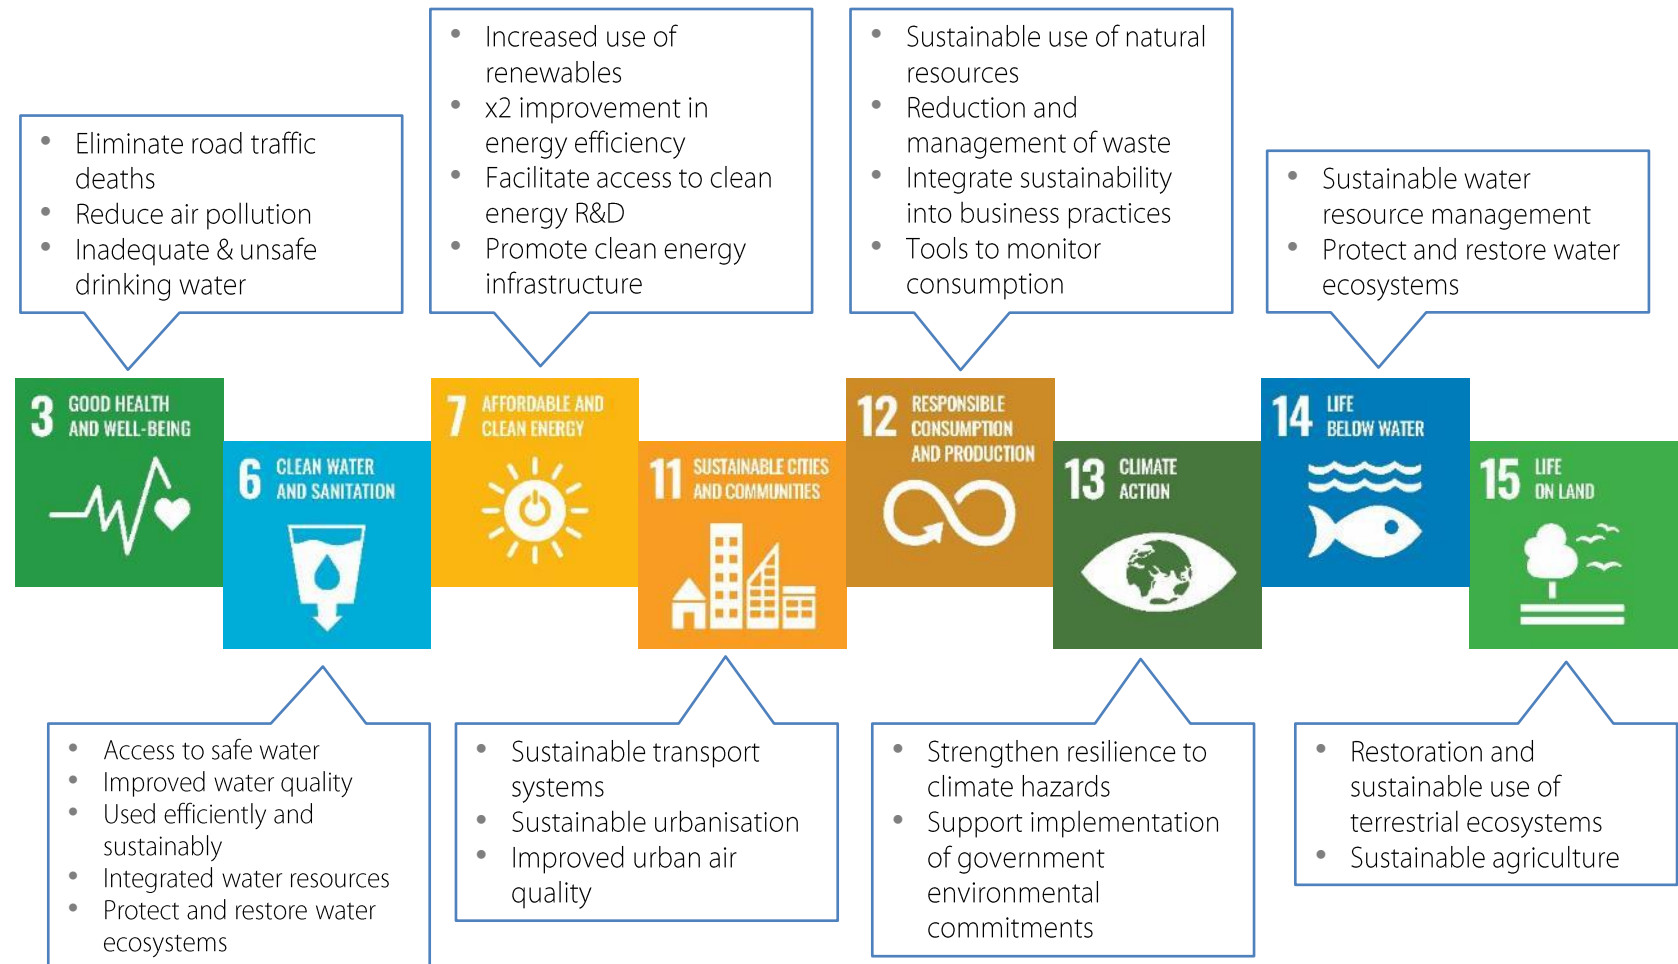 • Eliminate road traffic
deaths
• Reduce air pollution
• Inadequate & unsafe
drinking water
• Increased use of
renewables
• x2 improvement in
energy efficiency
• Facilitate access to clean
energy R&D
• Promote clean energy
infrastructure
• Sustainable use of natural
resources
• Reduction and
management of waste
• Integrate sustainability
into business practices
• Tools to monitor
consumption
• Sustainable water
resource management
• Protect and restore water
ecosystems
3 GOOD HEALTH
AND WELL-BEING
6 CLEAN WATER
AND SANITATION
7 AFFORDABLE AND
CLEAN ENERGY
11 SUSTAINABLE CITIES
AND COMMUNITIES
12 RESPONSIBLE
CONSUMPTION
AND PRODUCTION
13 CLIMATE
ACTION
14 LIFE
BELOW WATER
15 LIFE
ON LAND
• Access to safe water
• Improved water quality
• Used efficiently and
sustainably
• Integrated water resources
• Protect and restore water
ecosystems
• Sustainable transport
systems
• Sustainable urbanisation
• Improved urban air
quality
• Strengthen resilience to
climate hazards
• Support implementation
of government
environmental
commitments
• Restoration and
sustainable use of
terrestrial ecosystems
• Sustainable agriculture